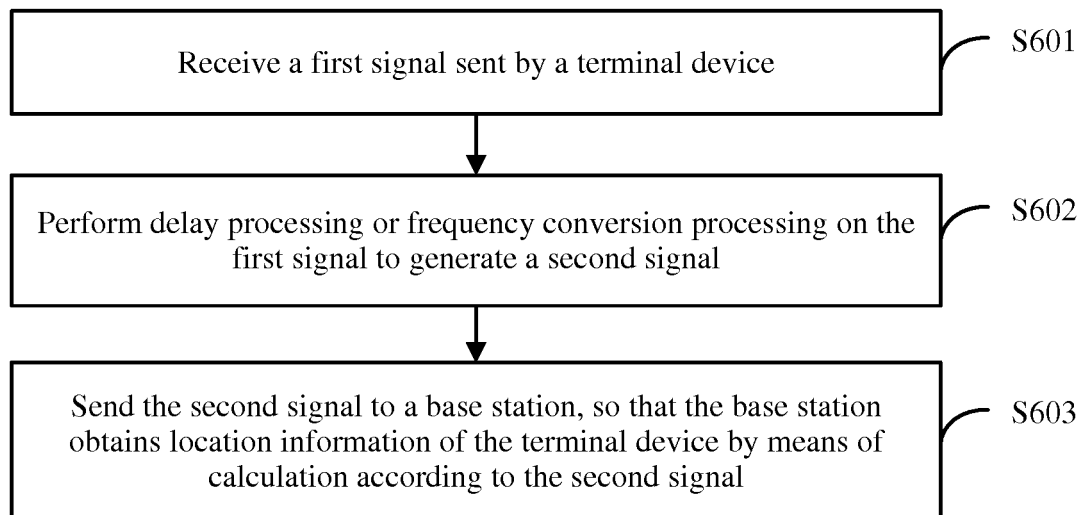 Receive a first signal sent by a terminal device
S601
Perform delay processing or frequency conversion processing on the
first signal to generate a second signal
S602
Send the second signal to a base station, so that the base station
obtains location information of the terminal device by means of
calculation according to the second signal
S603